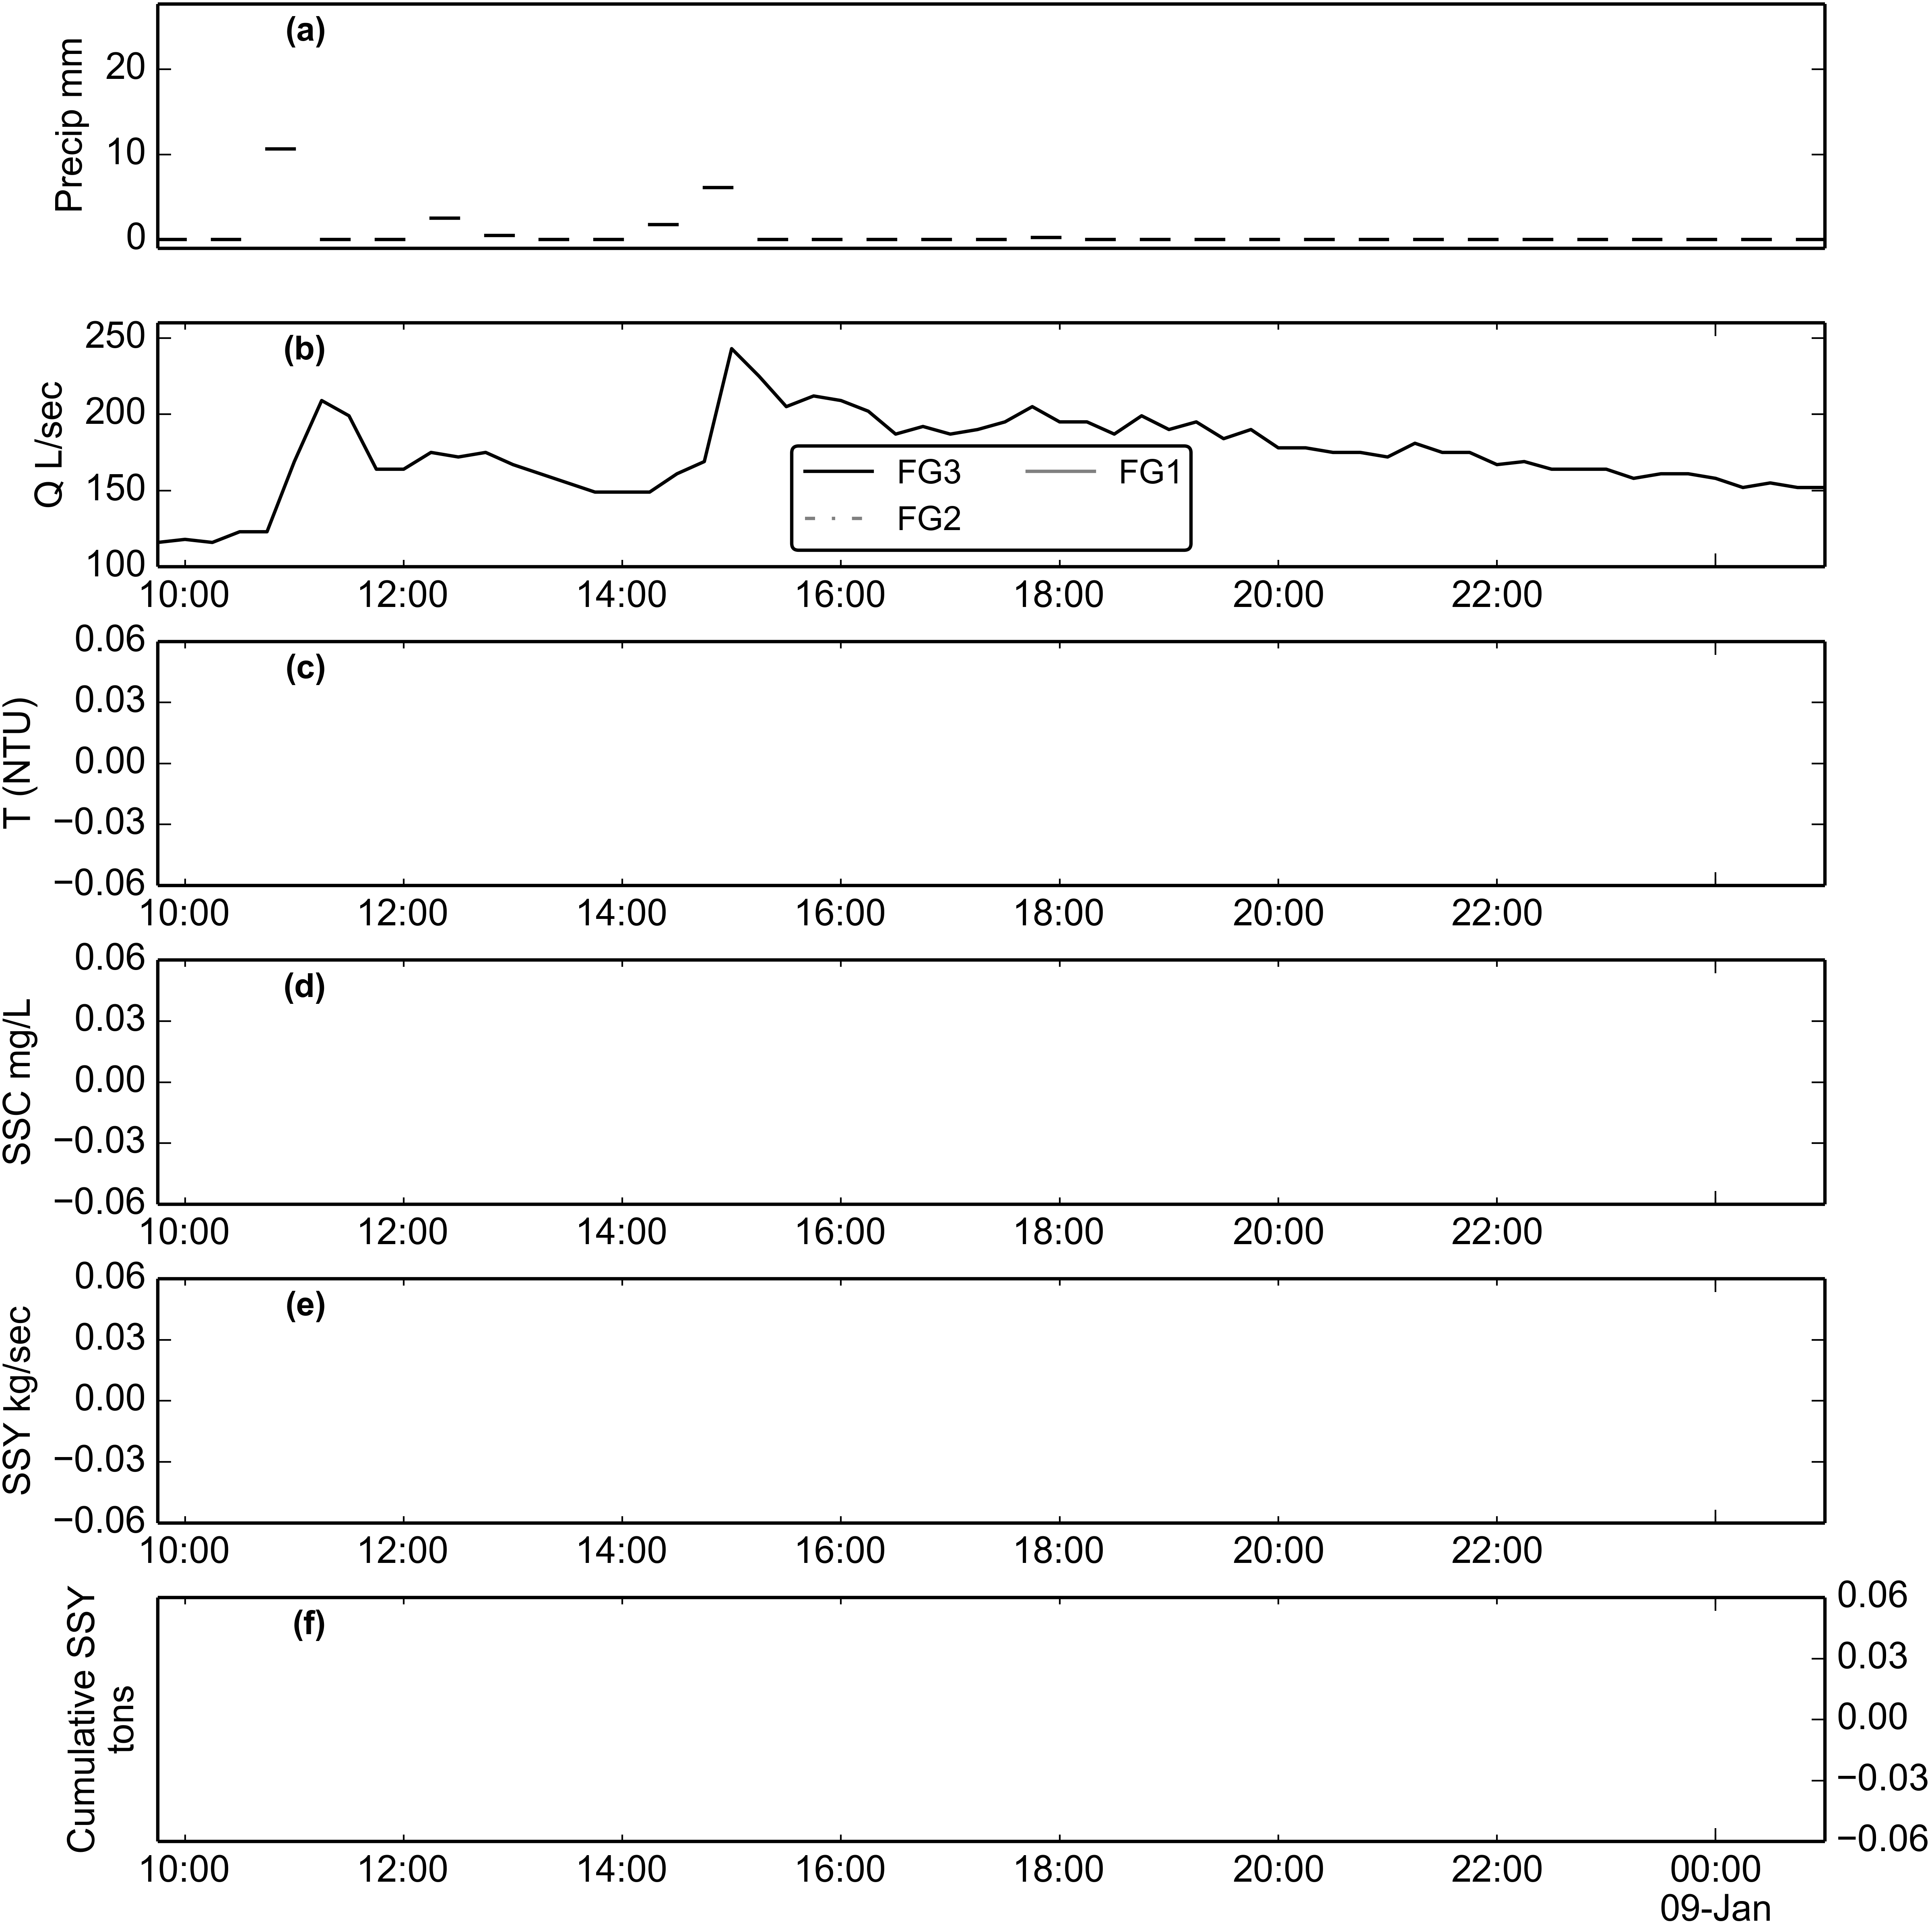 (a)
Precip mm
20
10
0
(b)
Q L/sec
250
200
150
100
FG3 FG1
FG2
10:00 12:00 14:00 16:00 18:00 20:00 22:00
(c)
T (NTU)
0.06
0.03
0.00
−0.03
−0.06
10:00 12:00 14:00 16:00 18:00 20:00 22:00
(d)
SSC mg/L
0.06
0.03
0.00
−0.03
−0.06
10:00 12:00 14:00 16:00 18:00 20:00 22:00
(e)
SSY kg/sec
0.06
0.03
0.00
−0.03
−0.06
10:00 12:00 14:00 16:00 18:00 20:00 22:00
(f)
Cumulative SSY
tons
0.06
0.03
0.00
−0.03
−0.06
10:00 12:00 14:00 16:00 18:00 20:00 22:00 00:00
09-Jan